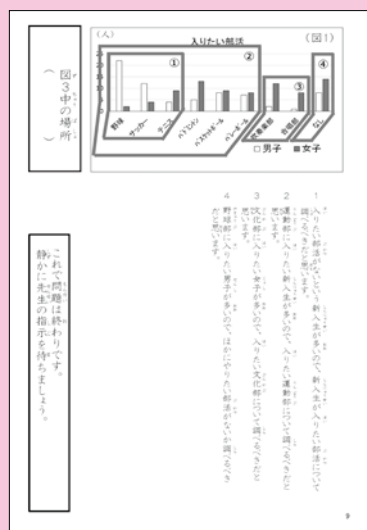 (人)
入りたい部活
(図1)
①
②
③
④
25
20
15
10
5
0
野球
サッカー
テニス
バドミントン
バスケットボール
バレーボール
吹奏楽部
合唱部
なし
□男子 ■女子
図3中の場所
( )
1 入りたい部活がないという新入生が多いので、新入生が入りたい部活について
調べるべきだと思います。
2 運動部に入りたい新入生が多いので、入りたい運動部について調べるべきだと
思います。
3 文化部に入りたい女子が多いので、入りたい文化部について調べるべきだと
思います。
4 野球部に入りたい男子が多いので、ほかにやりたい部活がないか調べるべき
だと思います。
これで問題は終わりです。
静かに先生の指示を待ちましょう。
9